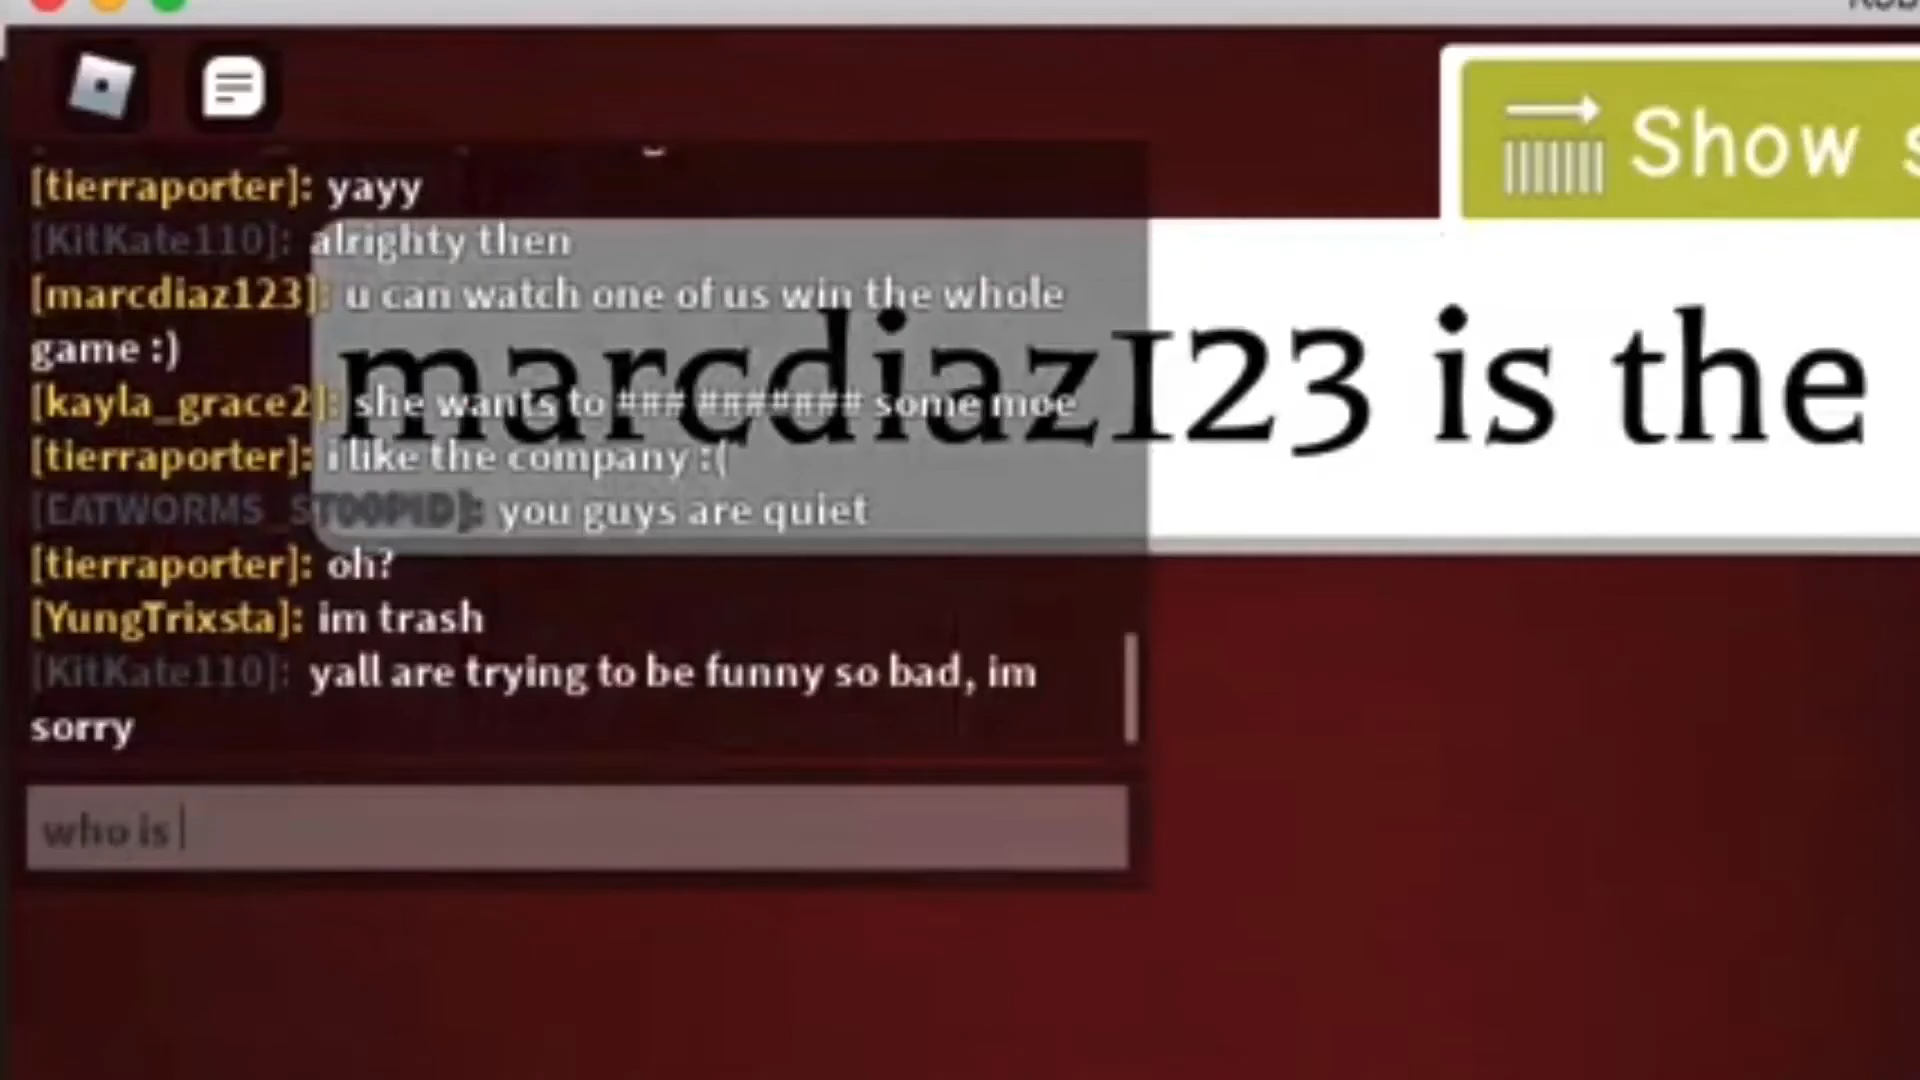 Show
[tierraporter]: yayy
[KitKate110]: alrighty then
[marcdiaz123]: u can watch one of us win the whole
game :)
marcdiaz123 is the
[kayla_grace2]: she wants to ### ####### some moe
[tierraporter]: i like the company :(
[EATWORMS_ST00PID]: you guys are quiet
[tierraporter]: oh?
[YungTrixsta]: im trash
[KitKate110]: yall are trying to be funny so bad, im
sorry
who is